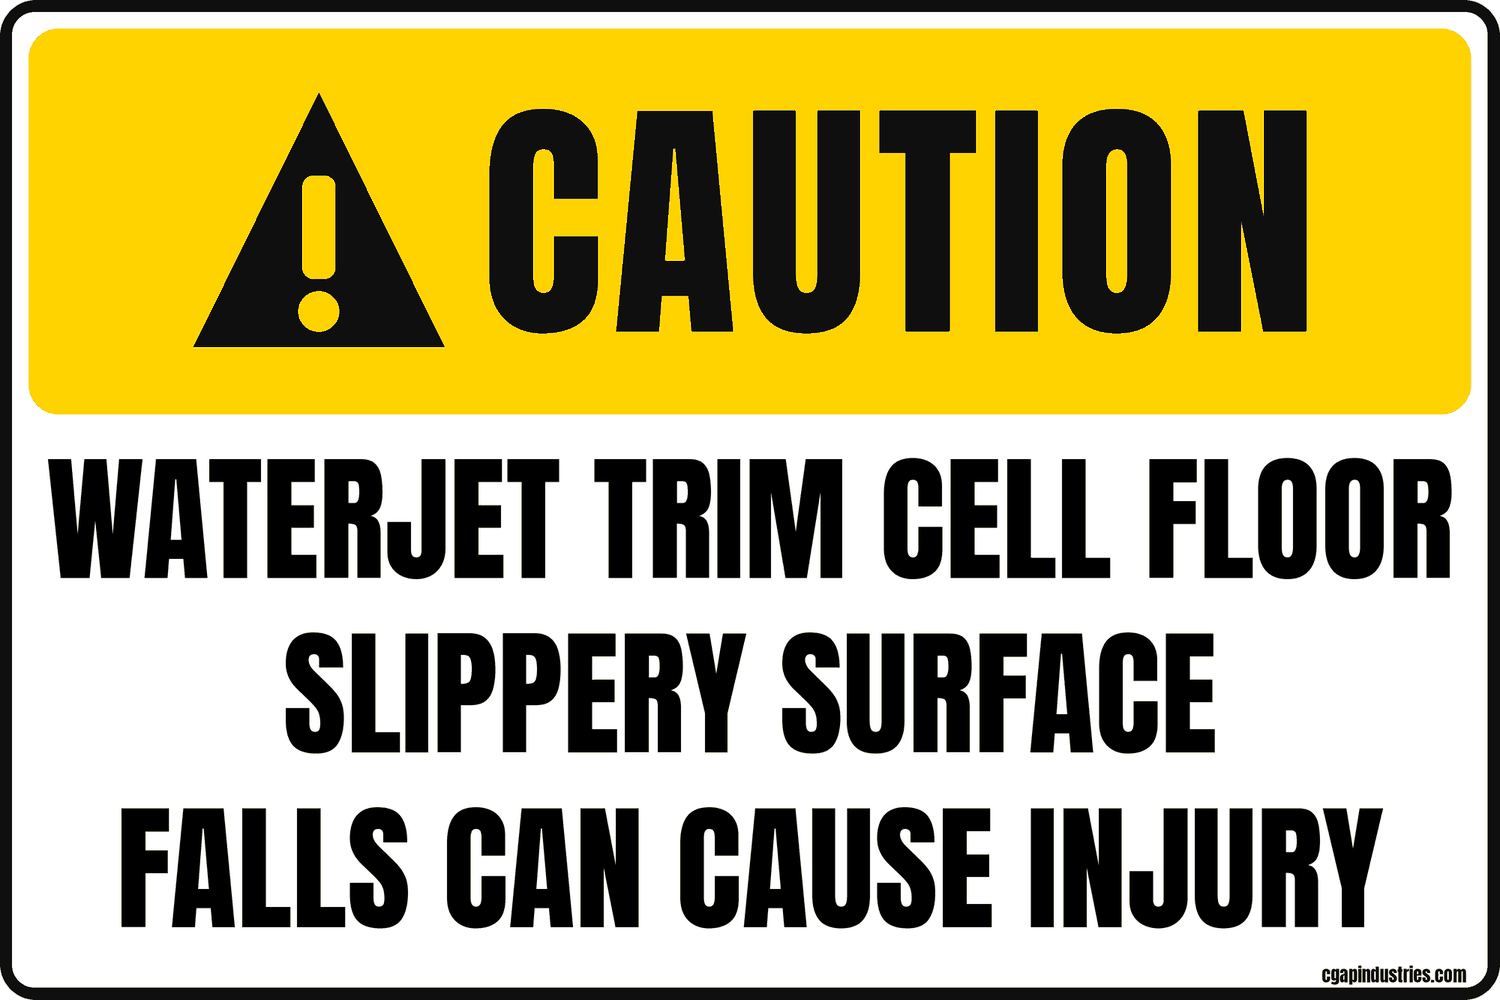 CAUTION
WATERJET TRIM CELL FLOOR
SLIPPERY SURFACE
FALLS CAN CAUSE INJURY
cgapindustries.com